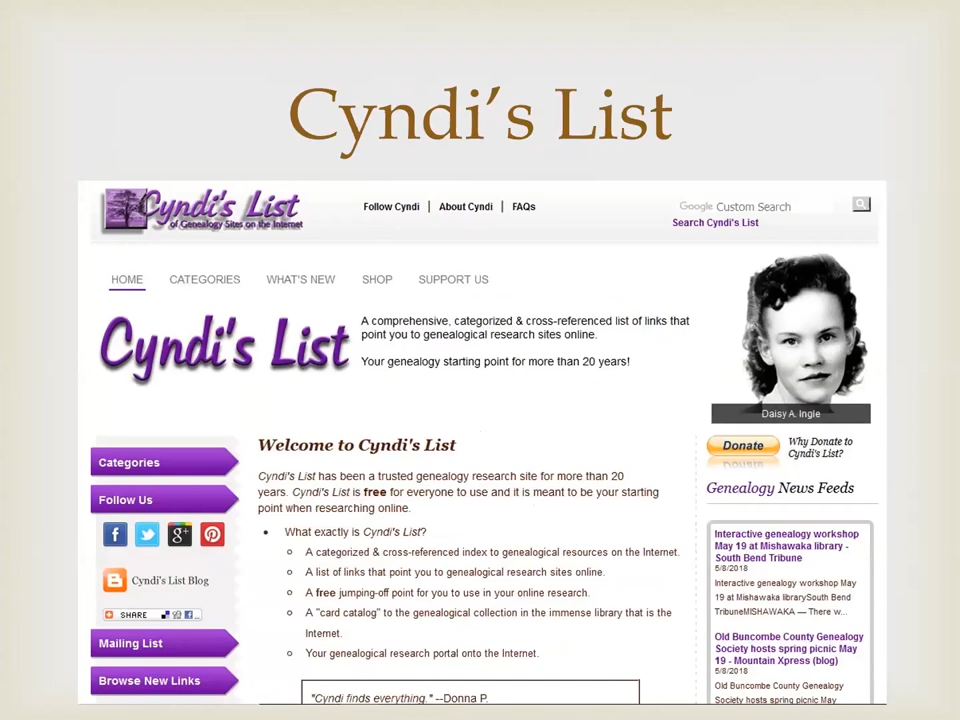 Cyndi's List
Cyndi's List
of Genealogy Sites on the Internet
Follow Cyndi | About Cyndi | FAQs
Google Custom Search
Search Cyndi's List
HOME CATEGORIES WHAT'S NEW SHOP SUPPORT US
Cyndi's List
A comprehensive, categorized & cross-referenced list of links that
point you to genealogical research sites online.
Your genealogy starting point for more than 20 years!
Daisy A. Ingle
Categories
Follow Us
Cyndi's List Blog
SHARE
Mailing List
Browse New Links
Welcome to Cyndi's List
Cyndi's List has been a trusted genealogy research site for more than 20
years. Cyndi's List is free for everyone to use and it is meant to be your starting
point when researching online.
• What exactly is Cyndi's List?
o A categorized & cross-referenced index to genealogical resources on the Internet.
o A list of links that point you to genealogical research sites online.
o A free jumping-off point for you to use in your online research.
o A "card catalog" to the genealogical collection in the immense library that is the
Internet.
o Your genealogical research portal onto the Internet.
"Cyndi finds everything." --Donna P.
Donate
Why Donate to
Cyndi's List?
Genealogy News Feeds
Interactive genealogy workshop
May 19 at Mishawaka library -
South Bend Tribune
5/8/2018
Interactive genealogy workshop May
19 at Mishawaka librarySouth Bend
TribuneMISHAWAKA — There w...
Old Buncombe County Genealogy
Society hosts spring picnic May
19 - Mountain Xpress (blog)
5/8/2018
Old Buncombe County Genealogy
Society hosts spring picnic May